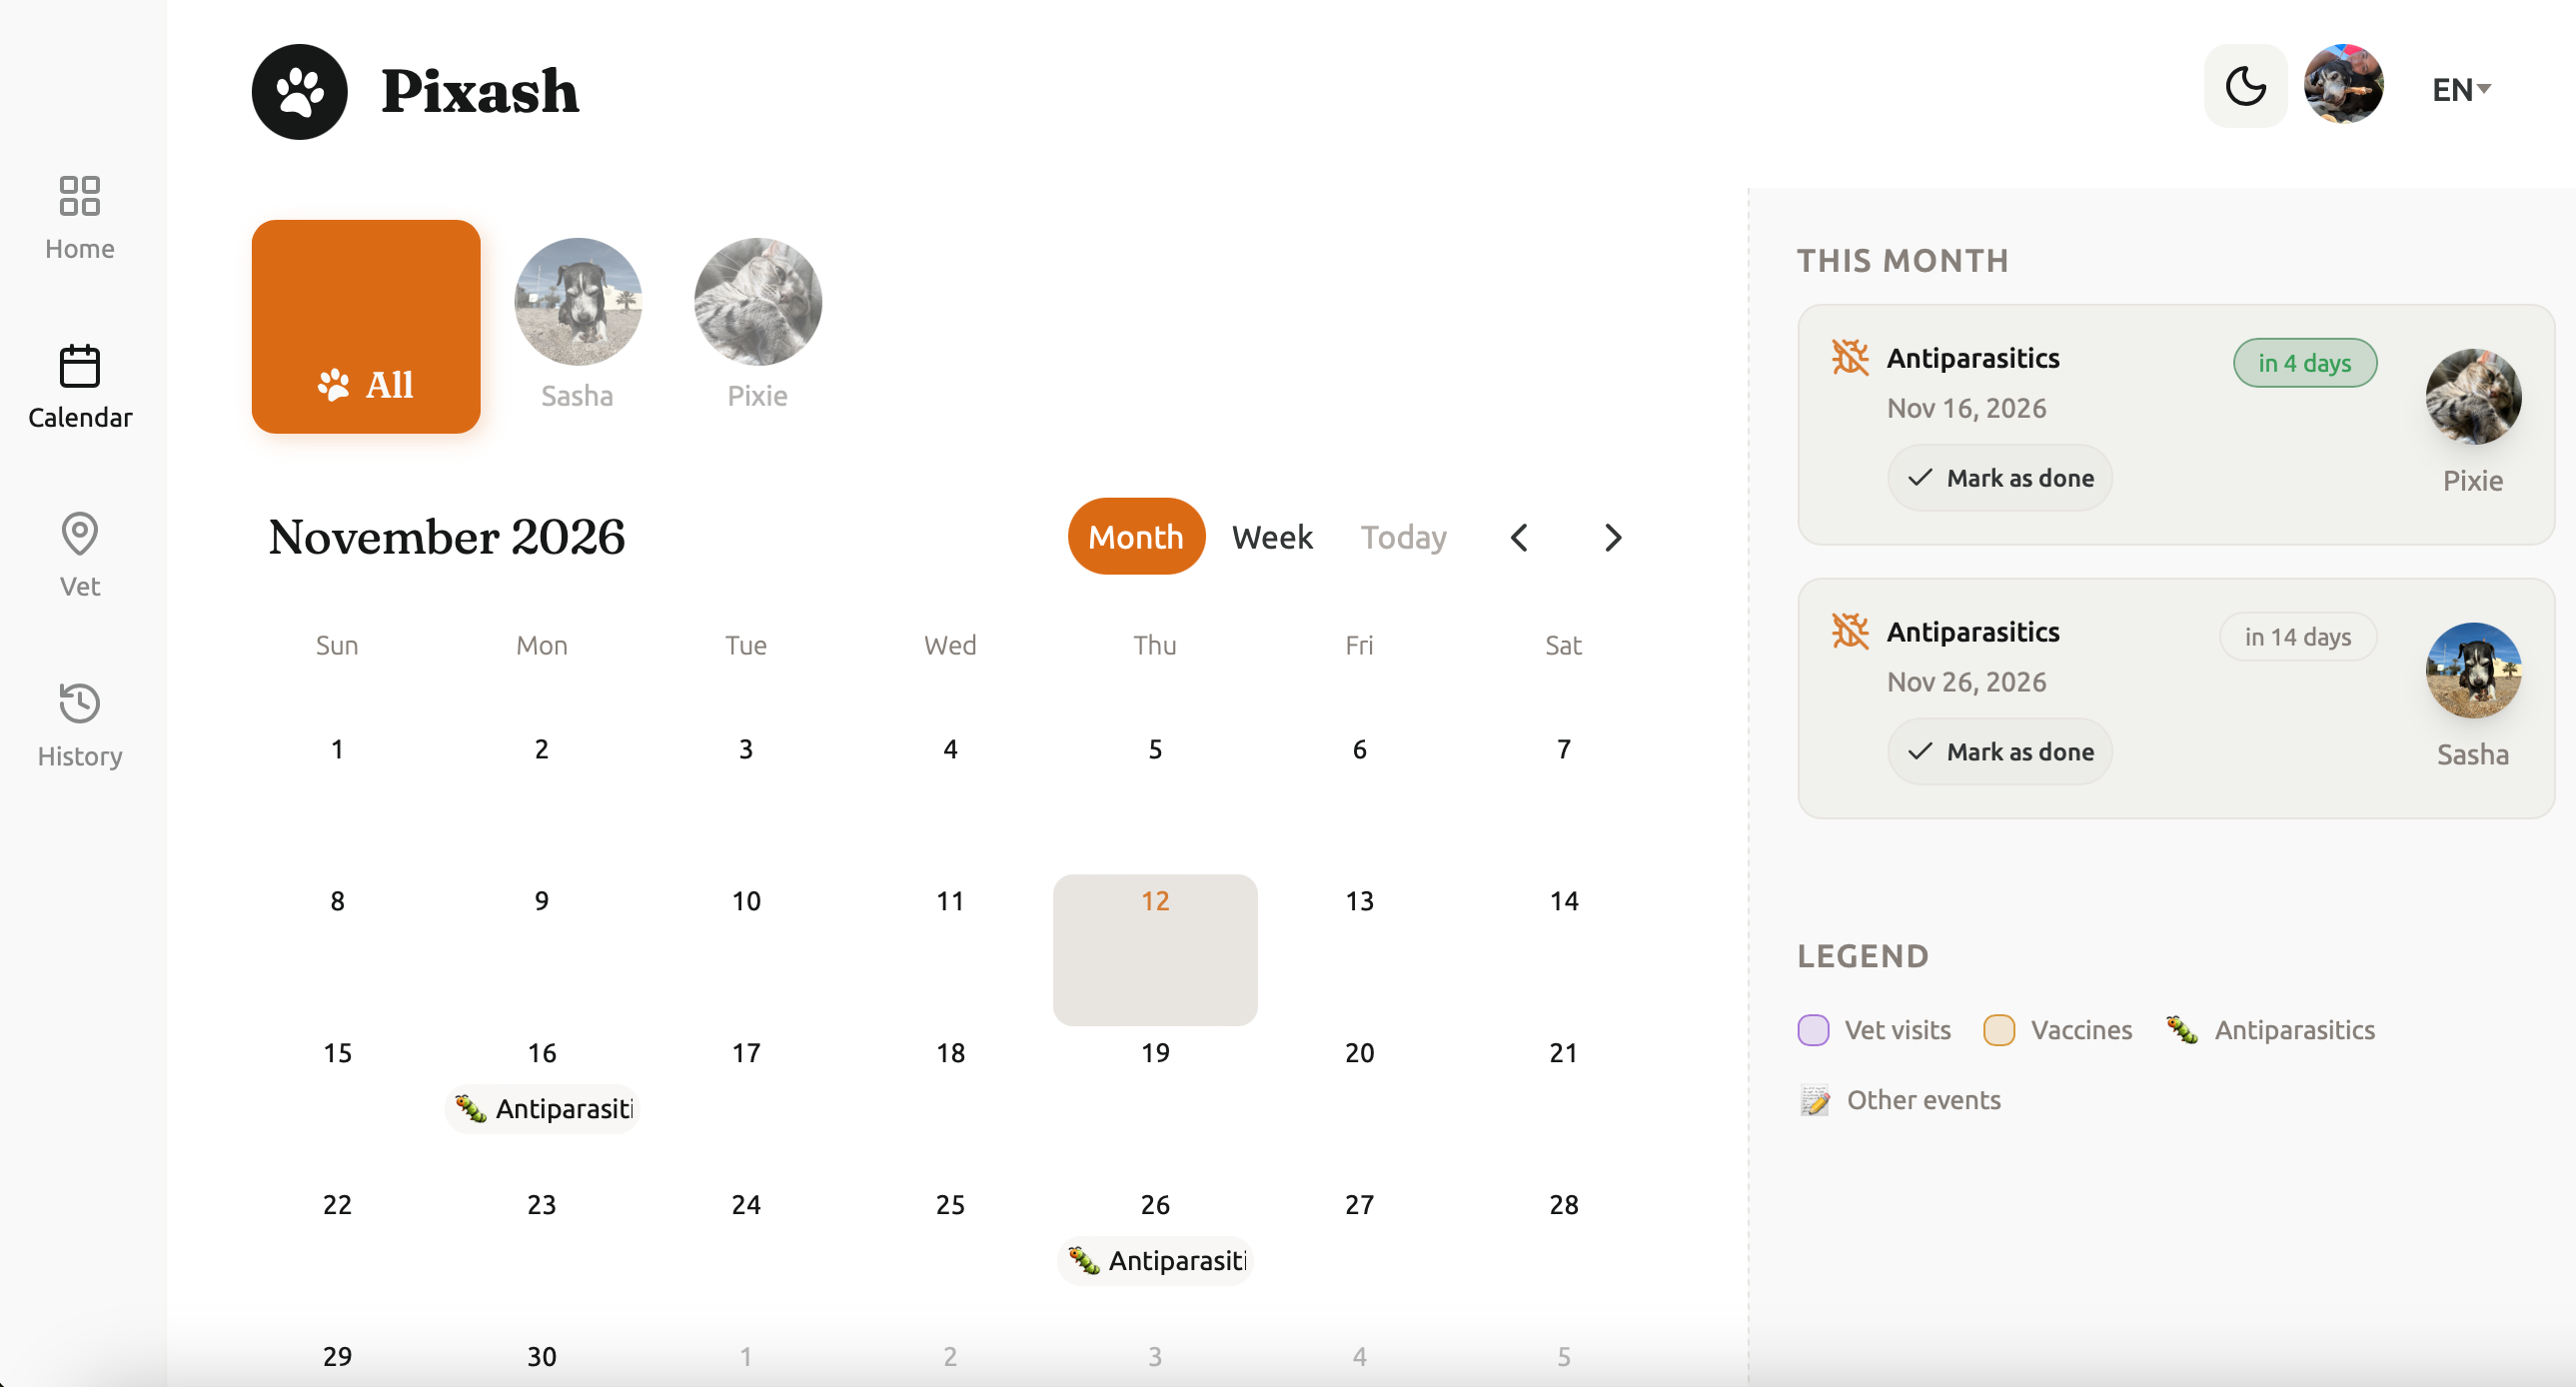 Pixash
EN
Home
Calendar
Vet
History
All
Sasha
Pixie
November 2026
Month Week Today
Sun Mon Tue Wed Thu Fri Sat
1 2 3 4 5 6 7
8 9 10 11 12 13 14
15 16 17 18 19 20 21
Antiparasiti
22 23 24 25 26 27 28
Antiparasiti
29 30 1 2 3 4 5
THIS MONTH
Antiparasitics
in 4 days
Nov 16, 2026
Mark as done
Pixie
Antiparasitics
in 14 days
Nov 26, 2026
Mark as done
Sasha
LEGEND
Vet visits Vaccines Antiparasitics
Other events